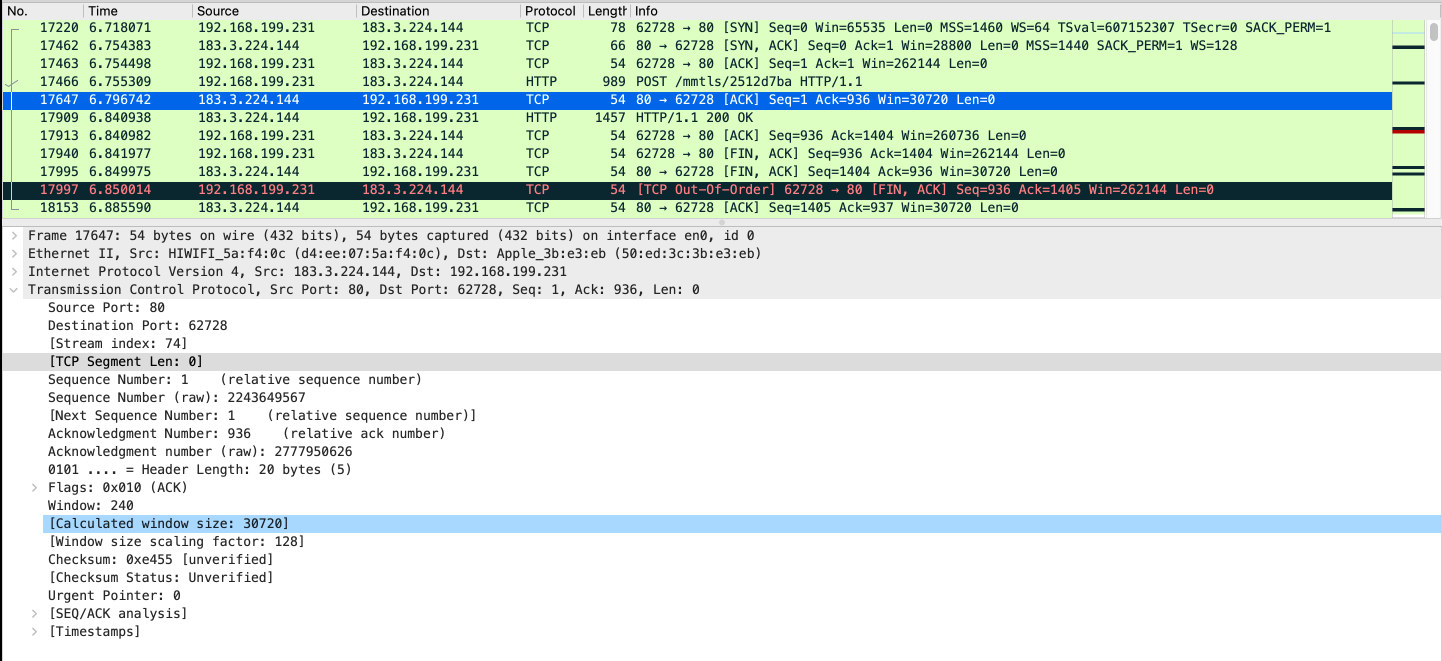 No. Time Source Destination Protocol Length Info
17220 6.718071 192.168.199.231 183.3.224.144 TCP 78 62728 → 80 [SYN] Seq=0 Win=65535 Len=0 MSS=1460 WS=64 TSval=607152307 TSecr=0 SACK_PERM=1
17462 6.754383 183.3.224.144 192.168.199.231 TCP 66 80 → 62728 [SYN, ACK] Seq=0 Ack=1 Win=28800 Len=0 MSS=1440 SACK_PERM=1 WS=128
17463 6.754498 192.168.199.231 183.3.224.144 TCP 54 62728 → 80 [ACK] Seq=1 Ack=1 Win=262144 Len=0
17466 6.755309 192.168.199.231 183.3.224.144 HTTP 989 POST /mmtls/2512d7ba HTTP/1.1
17647 6.796742 183.3.224.144 192.168.199.231 TCP 54 80 → 62728 [ACK] Seq=1 Ack=936 Win=30720 Len=0
17909 6.840938 183.3.224.144 192.168.199.231 HTTP 1457 HTTP/1.1 200 OK
17913 6.840982 192.168.199.231 183.3.224.144 TCP 54 62728 → 80 [ACK] Seq=936 Ack=1404 Win=260736 Len=0
17940 6.841977 192.168.199.231 183.3.224.144 TCP 54 62728 → 80 [FIN, ACK] Seq=936 Ack=1404 Win=262144 Len=0
17995 6.849975 183.3.224.144 192.168.199.231 TCP 54 80 → 62728 [FIN, ACK] Seq=1404 Ack=936 Win=30720 Len=0
17997 6.850014 192.168.199.231 183.3.224.144 TCP 54 [TCP Out-Of-Order] 62728 → 80 [FIN, ACK] Seq=936 Ack=1405 Win=262144 Len=0
18153 6.885590 183.3.224.144 192.168.199.231 TCP 54 80 → 62728 [ACK] Seq=1405 Ack=937 Win=30720 Len=0
Frame 17647: 54 bytes on wire (432 bits), 54 bytes captured (432 bits) on interface en0, id 0
Ethernet II, Src: HIWIFI_5a:f4:0c (d4:ee:07:5a:f4:0c), Dst: Apple_3b:e3:eb (50:ed:3c:3b:e3:eb)
Internet Protocol Version 4, Src: 183.3.224.144, Dst: 192.168.199.231
Transmission Control Protocol, Src Port: 80, Dst Port: 62728, Seq: 1, Ack: 936, Len: 0
Source Port: 80
Destination Port: 62728
[Stream index: 74]
[TCP Segment Len: 0]
Sequence Number: 1 (relative sequence number)
Sequence Number (raw): 2243649567
[Next Sequence Number: 1 (relative sequence number)]
Acknowledgment Number: 936 (relative ack number)
Acknowledgment number (raw): 2777950626
0101 .... = Header Length: 20 bytes (5)
Flags: 0x010 (ACK)
Window: 240
[Calculated window size: 30720]
[Window size scaling factor: 128]
Checksum: 0xe455 [unverified]
[Checksum Status: Unverified]
Urgent Pointer: 0
[SEQ/ACK analysis]
[Timestamps]